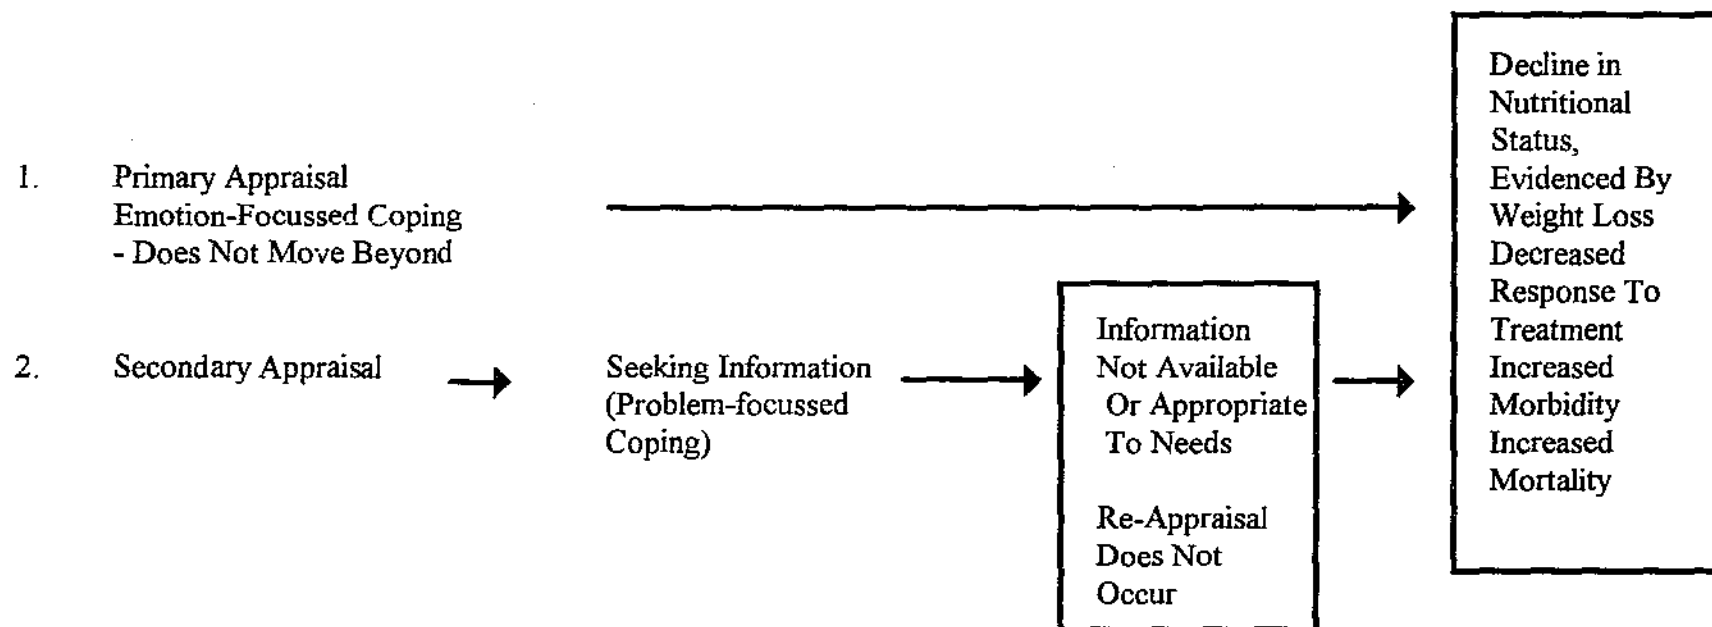 1. Primary Appraisal
Emotion-Focussed Coping
- Does Not Move Beyond
2. Secondary Appraisal
Seeking Information
(Problem-focussed
Coping)
Information
Not Available
Or Appropriate
To Needs
Re-Appraisal
Does Not
Occur
Decline in
Nutritional
Status,
Evidenced By
Weight Loss
Decreased
Response To
Treatment
Increased
Morbidity
Increased
Mortality